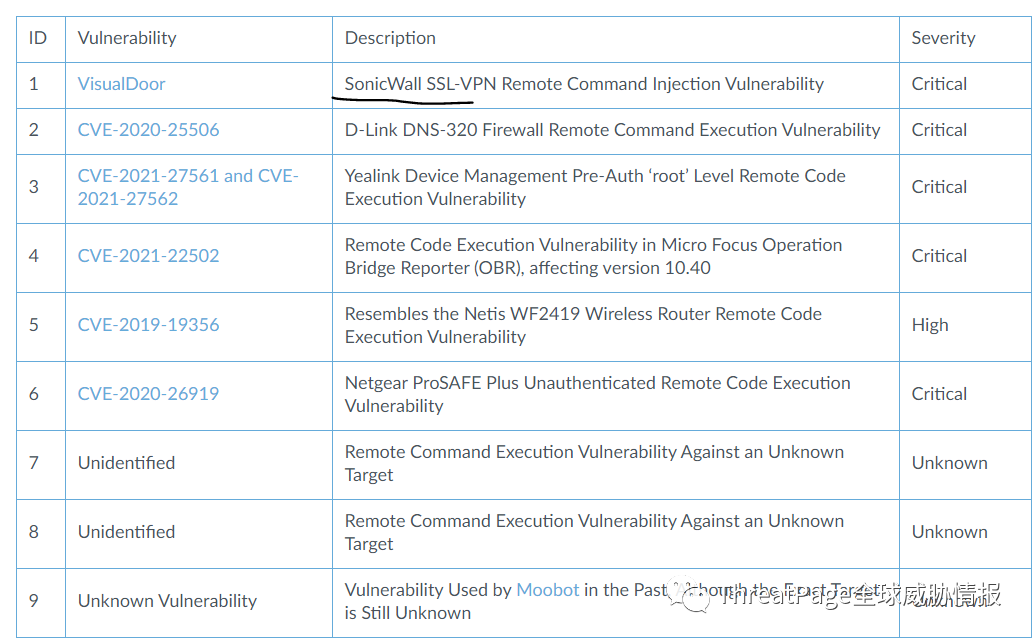 ID Vulnerability Description Severity
1 VisualDoor SonicWall SSL-VPN Remote Command Injection Vulnerability Critical
2 CVE-2020-25506 D-Link DNS-320 Firewall Remote Command Execution Vulnerability Critical
3 CVE-2021-27561 and CVE-
2021-27562
Yealink Device Management Pre-Auth ‘root’ Level Remote Code
Execution Vulnerability
Critical
4 CVE-2021-22502
Remote Code Execution Vulnerability in Micro Focus Operation
Bridge Reporter (OBR), affecting version 10.40
Critical
5 CVE-2019-19356
Resembles the Netis WF2419 Wireless Router Remote Code
Execution Vulnerability
High
6 CVE-2020-26919
Netgear ProSAFE Plus Unauthenticated Remote Code Execution
Vulnerability
Critical
7 Unidentified
Remote Command Execution Vulnerability Against an Unknown
Target
Unknown
8 Unidentified
Remote Command Execution Vulnerability Against an Unknown
Target
Unknown
9 Unknown Vulnerability
Vulnerability Used by Moobot in the Past Although the Exact Target
is Still Unknown
ThreatPage全球威胁情报